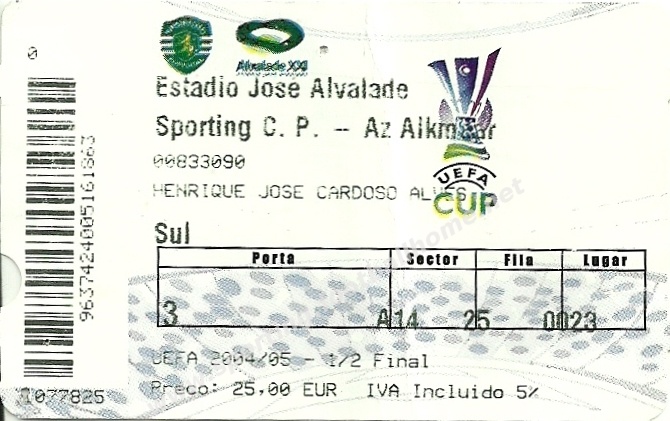 0
Alvalade XXI
Estadio Jose Alvalade
Sporting C. P. - Az Alkmaar
00833090
HENRIQUE JOSE CARDOSO ALVES
UEFA
CUP
Sul
Porta Sector Fila Lugar
3 A14 25 0023
UEFA 2004/05 - 1/2 Final
Preco: 25,00 EUR IVA Incluido 5%
1077825
9637424005161863